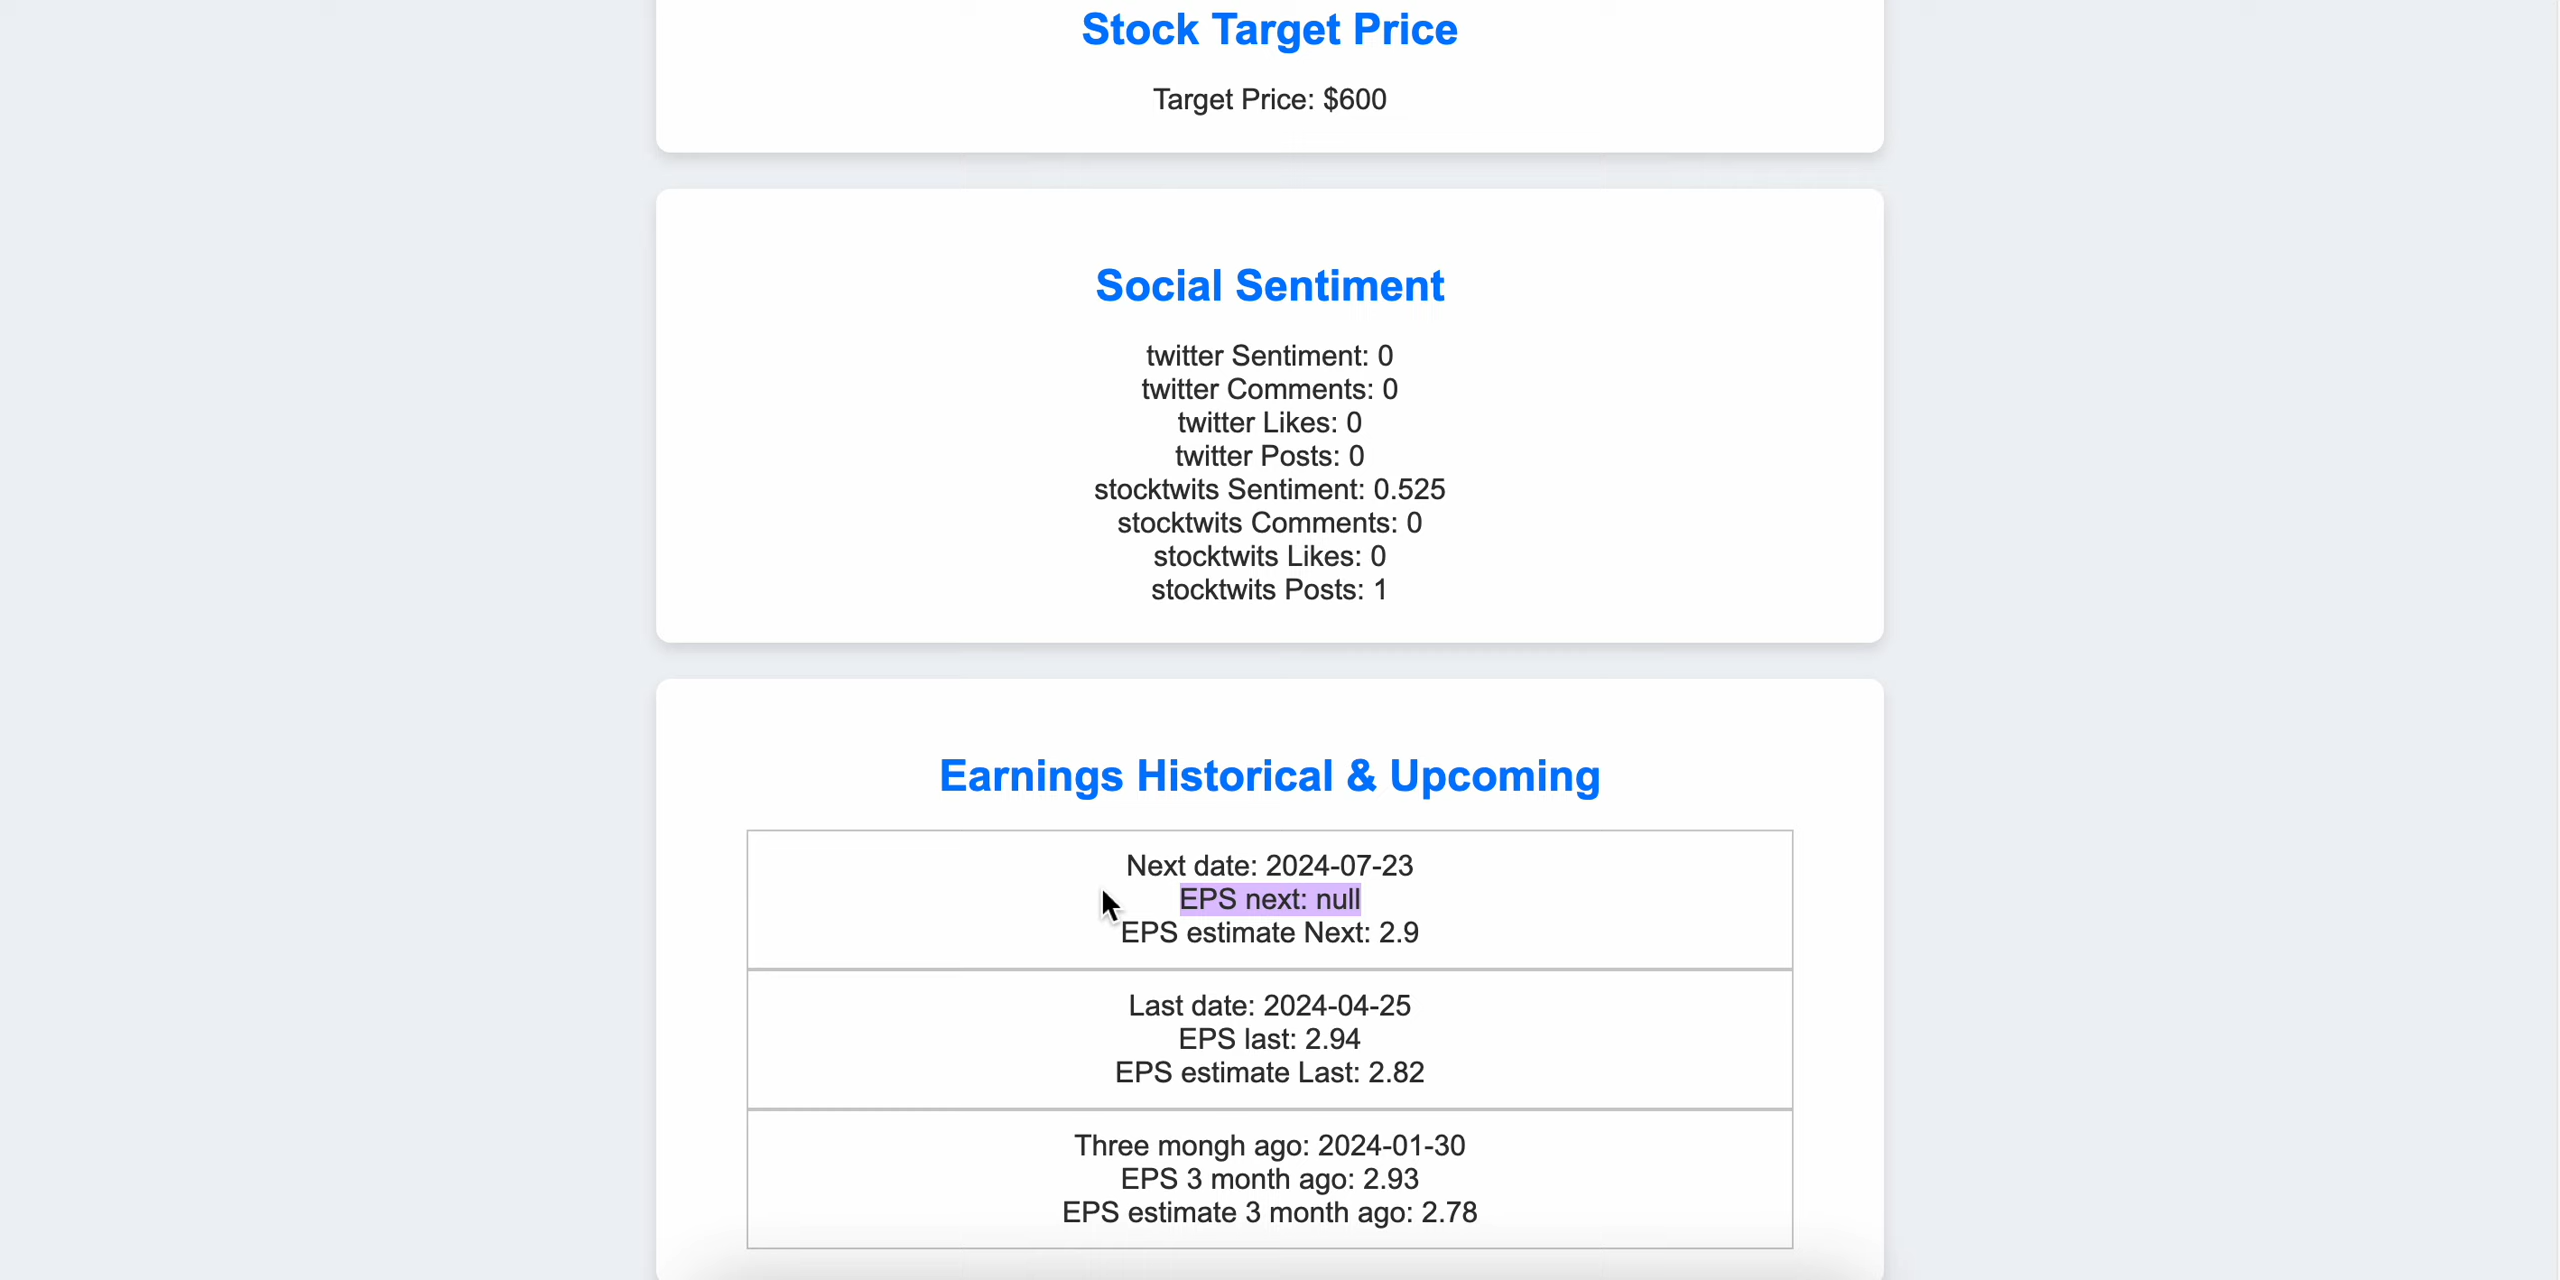 Stock Target Price
Target Price: $600
Social Sentiment
twitter Sentiment: 0
twitter Comments: 0
twitter Likes: 0
twitter Posts: 0
stocktwits Sentiment: 0.525
stocktwits Comments: 0
stocktwits Likes: 0
stocktwits Posts: 1
Earnings Historical & Upcoming
Next date: 2024-07-23
EPS next: null
EPS estimate Next: 2.9
Last date: 2024-04-25
EPS last: 2.94
EPS estimate Last: 2.82
Three mongh ago: 2024-01-30
EPS 3 month ago: 2.93
EPS estimate 3 month ago: 2.78